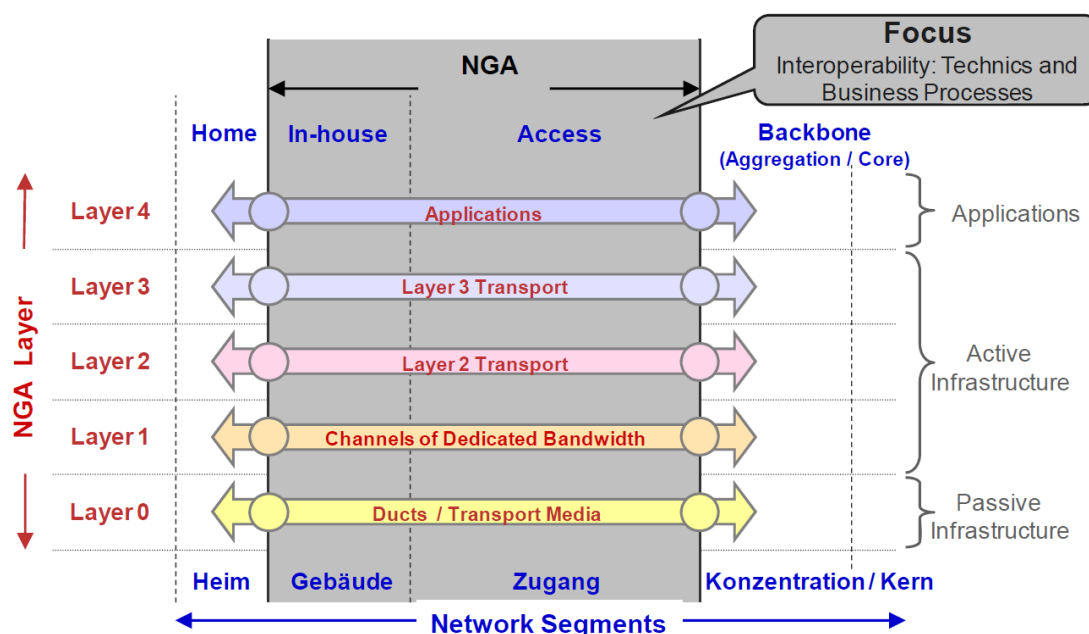 Focus
Interoperability: Technics and
Business Processes
NGA
Home
In-house
Access
Backbone
(Aggregation / Core)
NGA Layer
Layer 4
Applications
Applications
Layer 3
Layer 3 Transport
Layer 2
Layer 2 Transport
Active
Infrastructure
Layer 1
Channels of Dedicated Bandwidth
Layer 0
Ducts / Transport Media
Passive
Infrastructure
Heim
Gebäude
Zugang
Konzentration / Kern
Network Segments